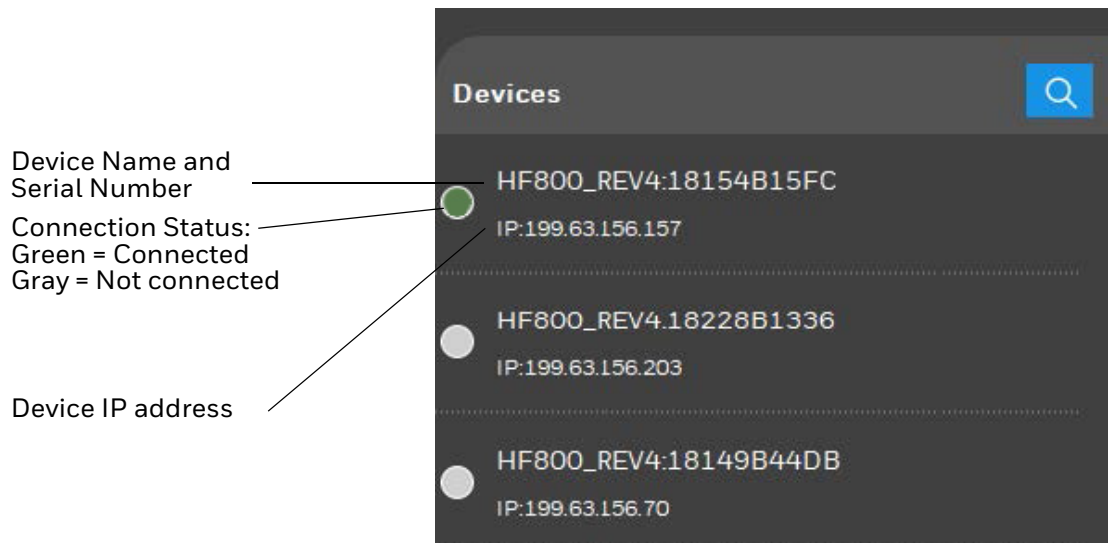 Devices
Device Name and
Serial Number
HF800_REV4:18154B15FC
Connection Status:
Green = Connected
Gray = Not connected
IP:199.63.156.157
HF800_REV4.18228B1336
IP:199.63.156.203
Device IP address
HF800_REV4:18149B44DB
IP:199.63.156.70